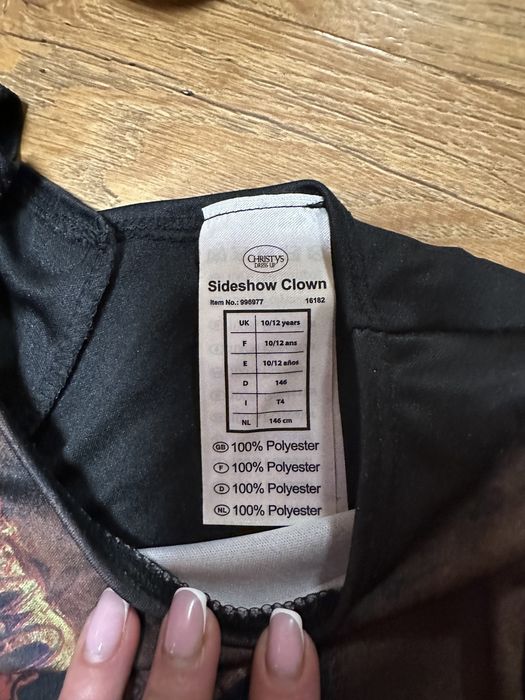 CHRISTYS
DRESS UP
Sideshow Clown
Item No.: 996977 16182
UK 10/12 years
F 10/12 ans
E 10/12 años
D 146
I T4
NL 146 cm
GB 100% Polyester
F 100% Polyester
D 100% Polyester
NL 100% Polyester